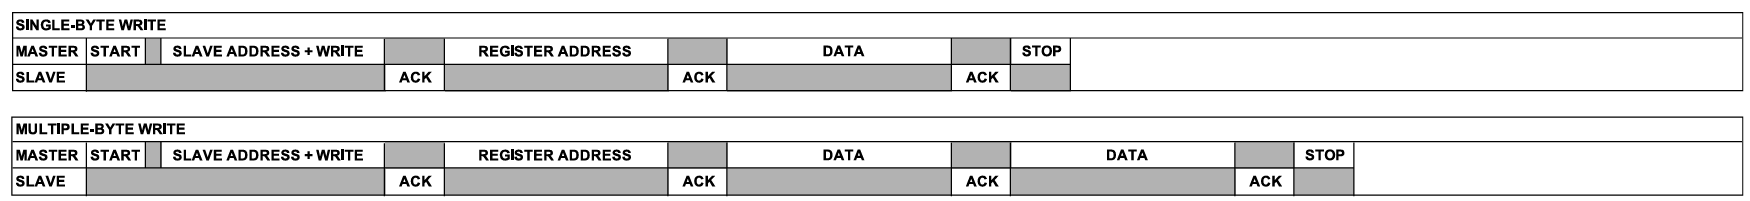 SINGLE-BYTE WRITE
MASTER START SLAVE ADDRESS + WRITE REGISTER ADDRESS DATA STOP
SLAVE ACK ACK ACK
MULTIPLE-BYTE WRITE
MASTER START SLAVE ADDRESS + WRITE REGISTER ADDRESS DATA DATA STOP
SLAVE ACK ACK ACK ACK